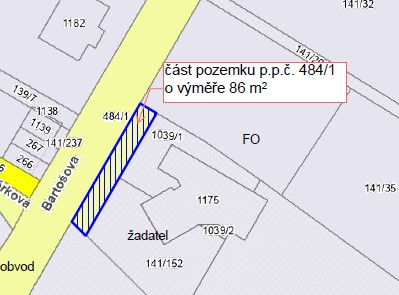 141/32
1182
141/20
část pozemku p.p.č. 484/1
o výměře 86 m²
139/7
1138
484/1
1139
1039/1
FO
267
141/237
266
Bartošova
141/35
1175
žadatel
1039/2
obvod
141/152